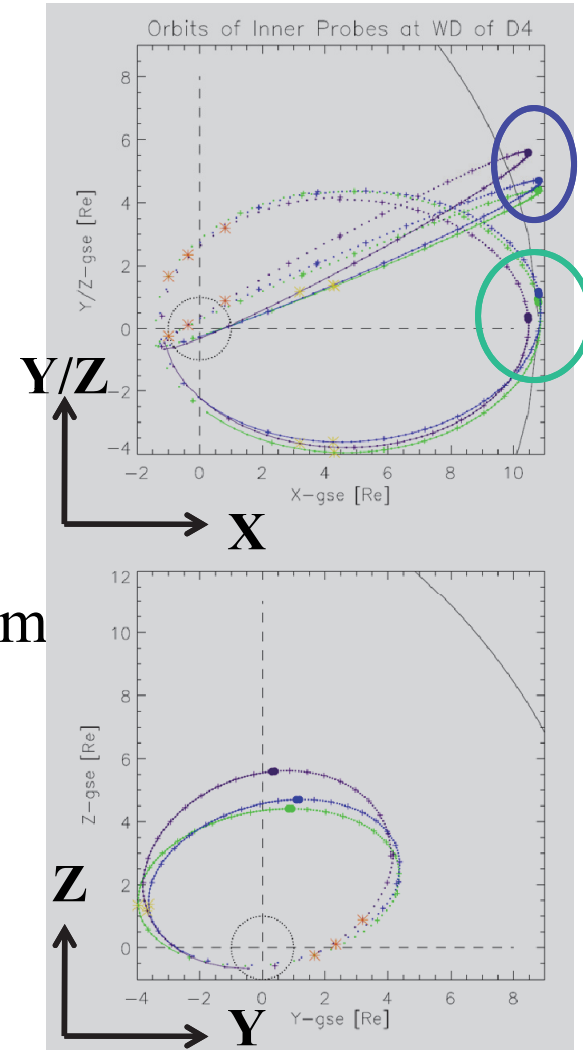 Orbits of Inner Probes at WD of D4
8
6
4
2
0
−2
−4
Y/Z-gse [Re]
−2 0 2 4 6 8 10
X-gse [Re]
Y/Z
X
m
12
10
8
6
4
2
0
Z-gse [Re]
−4 −2 0 2 4 6 8
Y-gse [Re]
Z
Y